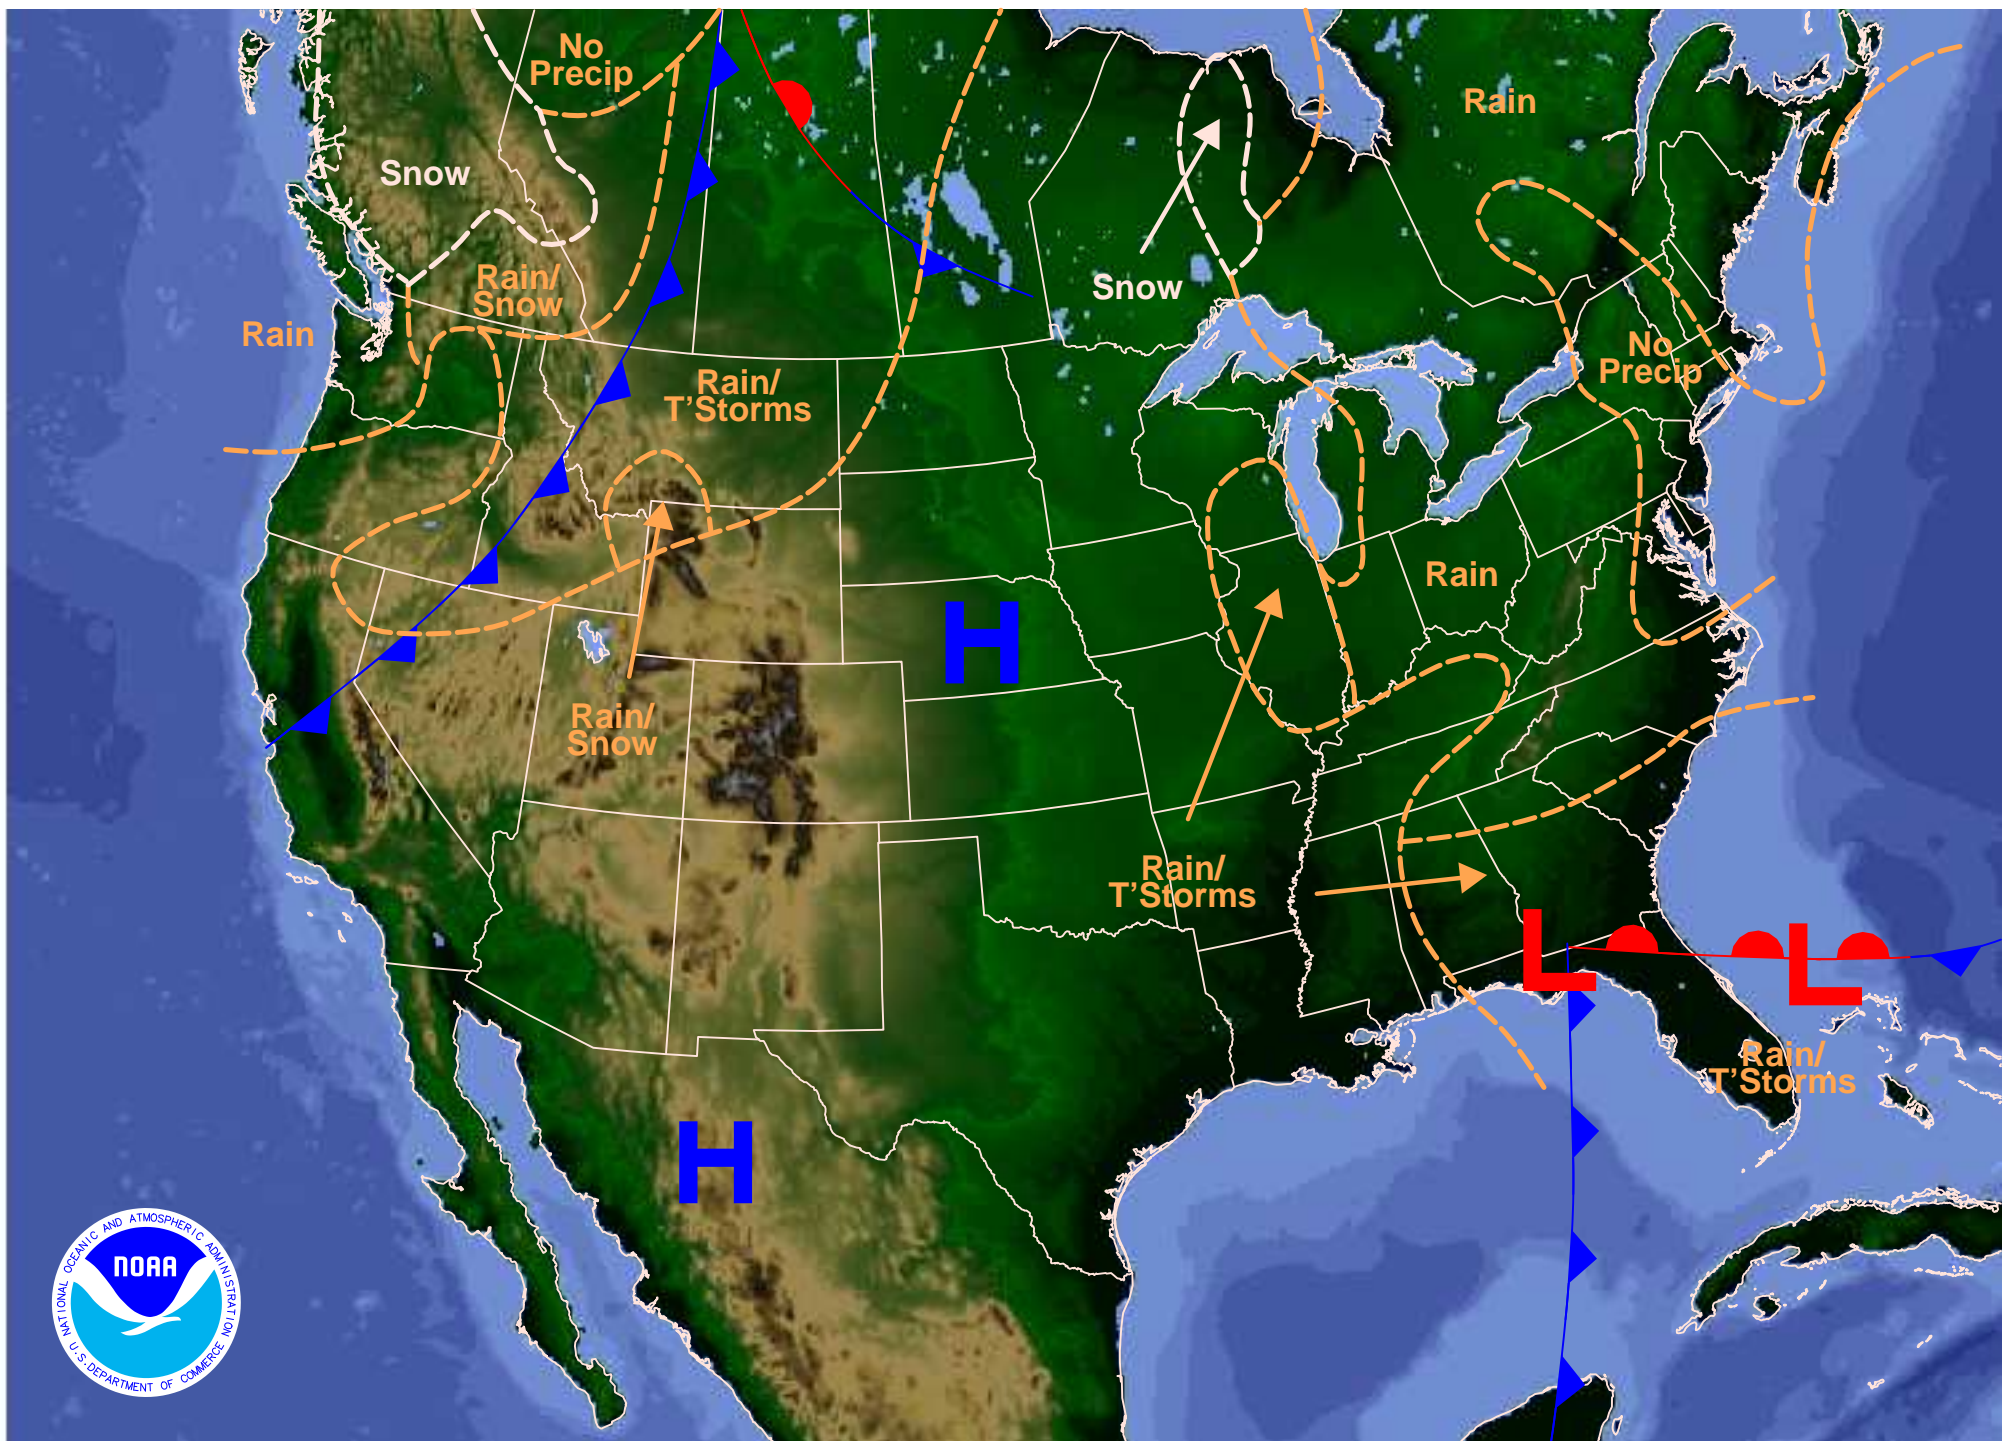 No
Precip
Rain
Snow
Rain/
Snow
Snow
Rain
No
Precip
Rain/
T'Storms
Rain
H
Rain/
Snow
Rain/
T'Storms
L
L
Rain/
T'Storms
H
NATIONAL OCEANIC AND ATMOSPHERIC ADMINISTRATION
NOAA
U.S. DEPARTMENT OF COMMERCE